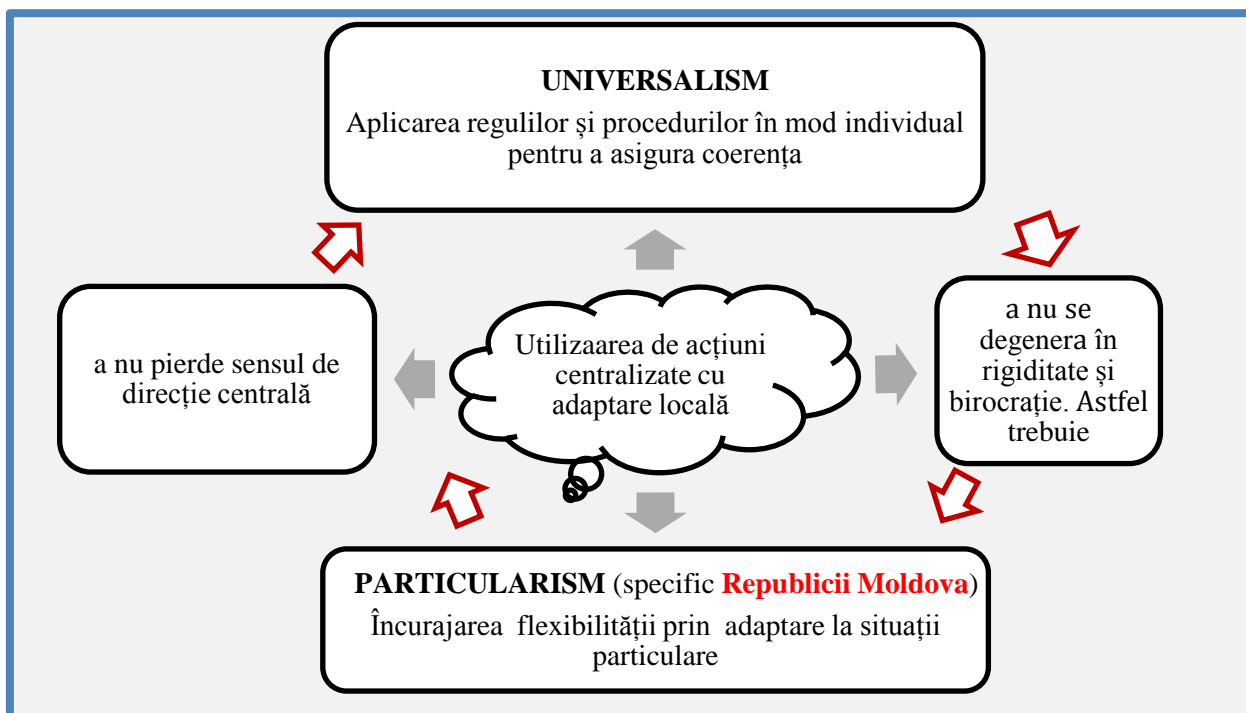 UNIVERSALISM
Aplicarea regulilor și procedurilor în mod individual
pentru a asigura coerența
a nu pierde sensul de
direcție centrală
Utilizaarea de acțiuni
centralizate cu
adaptare locală
a nu se
degenera în
rigiditate și
birocrație. Astfel
trebuie
PARTICULARISM (specific Republicii Moldova)
Încurajarea flexibilității prin adaptare la situații
particulare